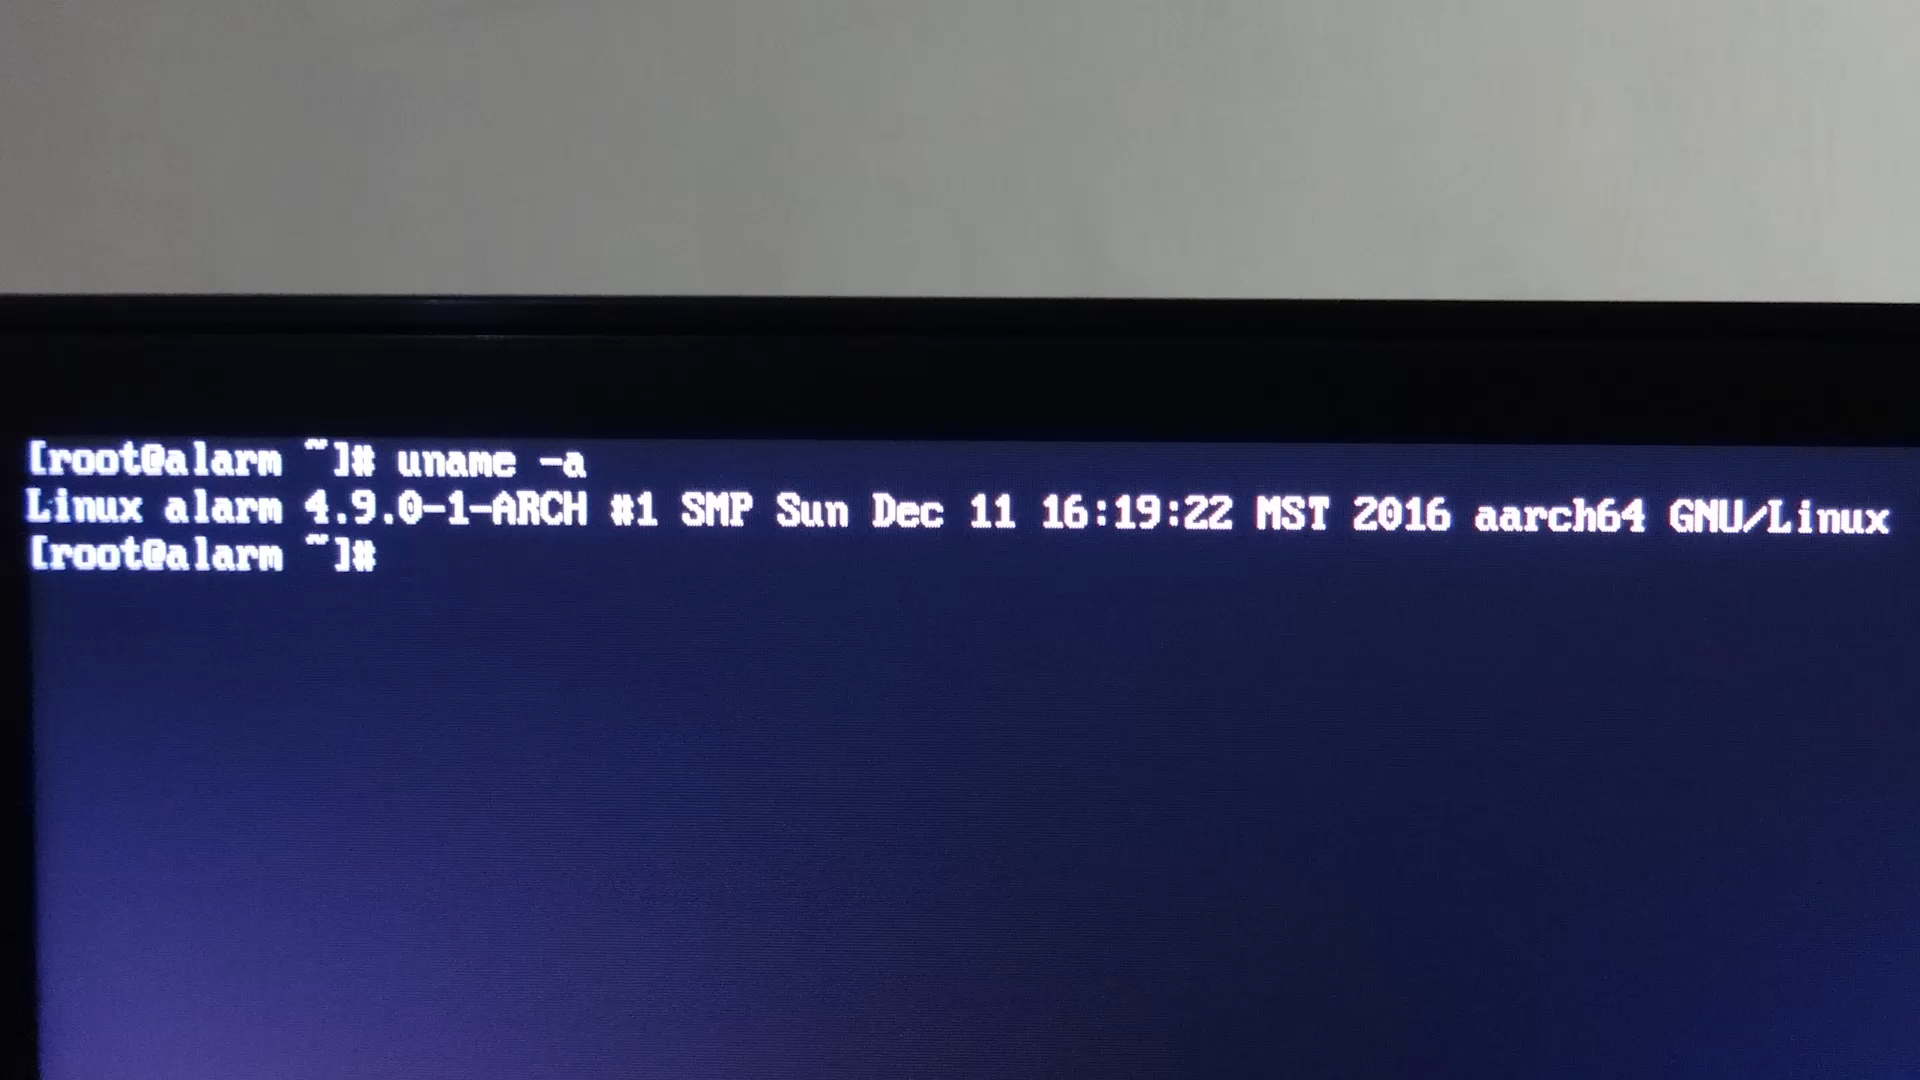 [root@alarm ~]# uname -a
Linux alarm 4.9.0-1-ARCH #1 SMP Sun Dec 11 16:19:22 MST 2016 aarch64 GNU/Linux
[root@alarm ~]#